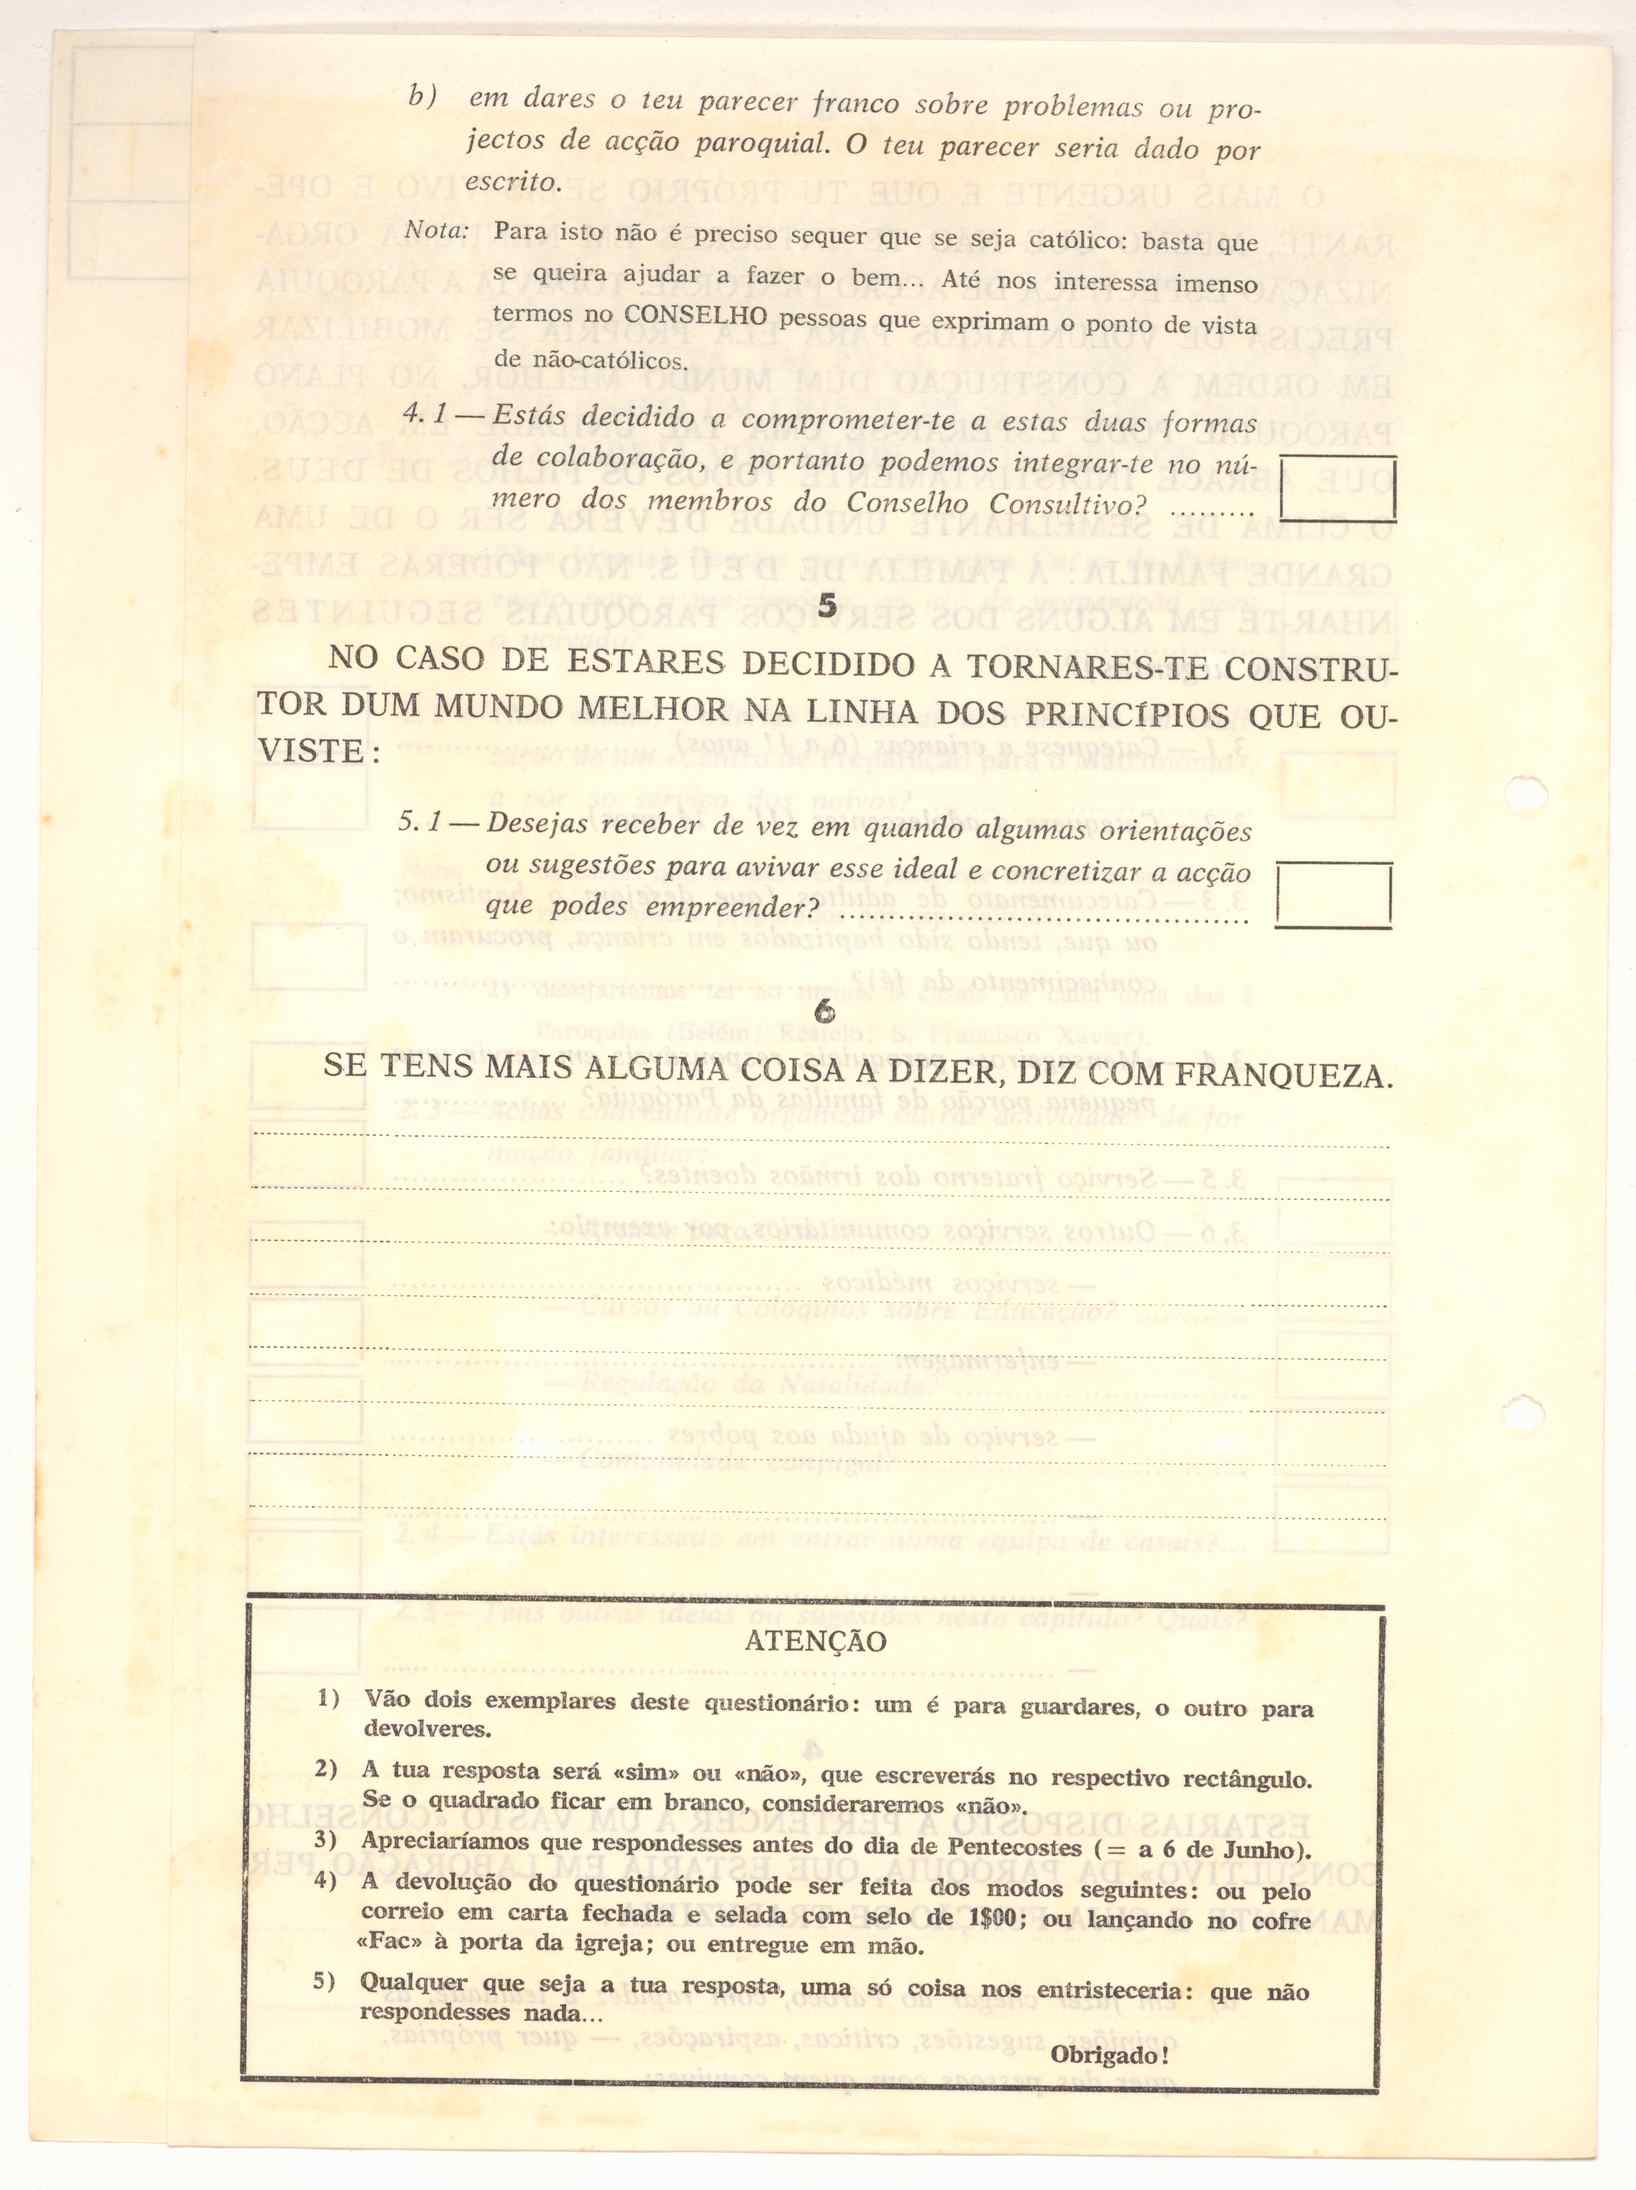 b) em dares o teu parecer franco sobre problemas ou pro-
jectos de acção paroquial. O teu parecer seria dado por
escrito.
Nota: Para isto não é preciso sequer que se seja católico: basta que
se queira ajudar a fazer o bem... Até nos interessa imenso
termos no CONSELHO pessoas que exprimam o ponto de vista
de não-católicos.
4. 1 — Estás decidido a comprometer-te a estas duas formas
de colaboração, e portanto podemos integrar-te no nú-
mero dos membros do Conselho Consultivo? .........
5
NO CASO DE ESTARES DECIDIDO A TORNARES-TE CONSTRU-
TOR DUM MUNDO MELHOR NA LINHA DOS PRINCÍPIOS QUE OU-
VISTE:
5. 1 — Desejas receber de vez em quando algumas orientações
ou sugestões para avivar esse ideal e concretizar a acção
que podes empreender? ..........................................
6
SE TENS MAIS ALGUMA COISA A DIZER, DIZ COM FRANQUEZA.
ATENÇÃO
1) Vão dois exemplares deste questionário: um é para guardares, o outro para
devolveres.
2) A tua resposta será «sim» ou «não», que escreverás no respectivo rectângulo.
Se o quadrado ficar em branco, consideraremos «não».
3) Apreciaríamos que respondesses antes do dia de Pentecostes (= a 6 de Junho).
4) A devolução do questionário pode ser feita dos modos seguintes: ou pelo
correio em carta fechada e selada com selo de 1$00; ou lançando no cofre
«Fac» à porta da igreja; ou entregue em mão.
5) Qualquer que seja a tua resposta, uma só coisa nos entristeceria: que não
respondesses nada...
Obrigado!